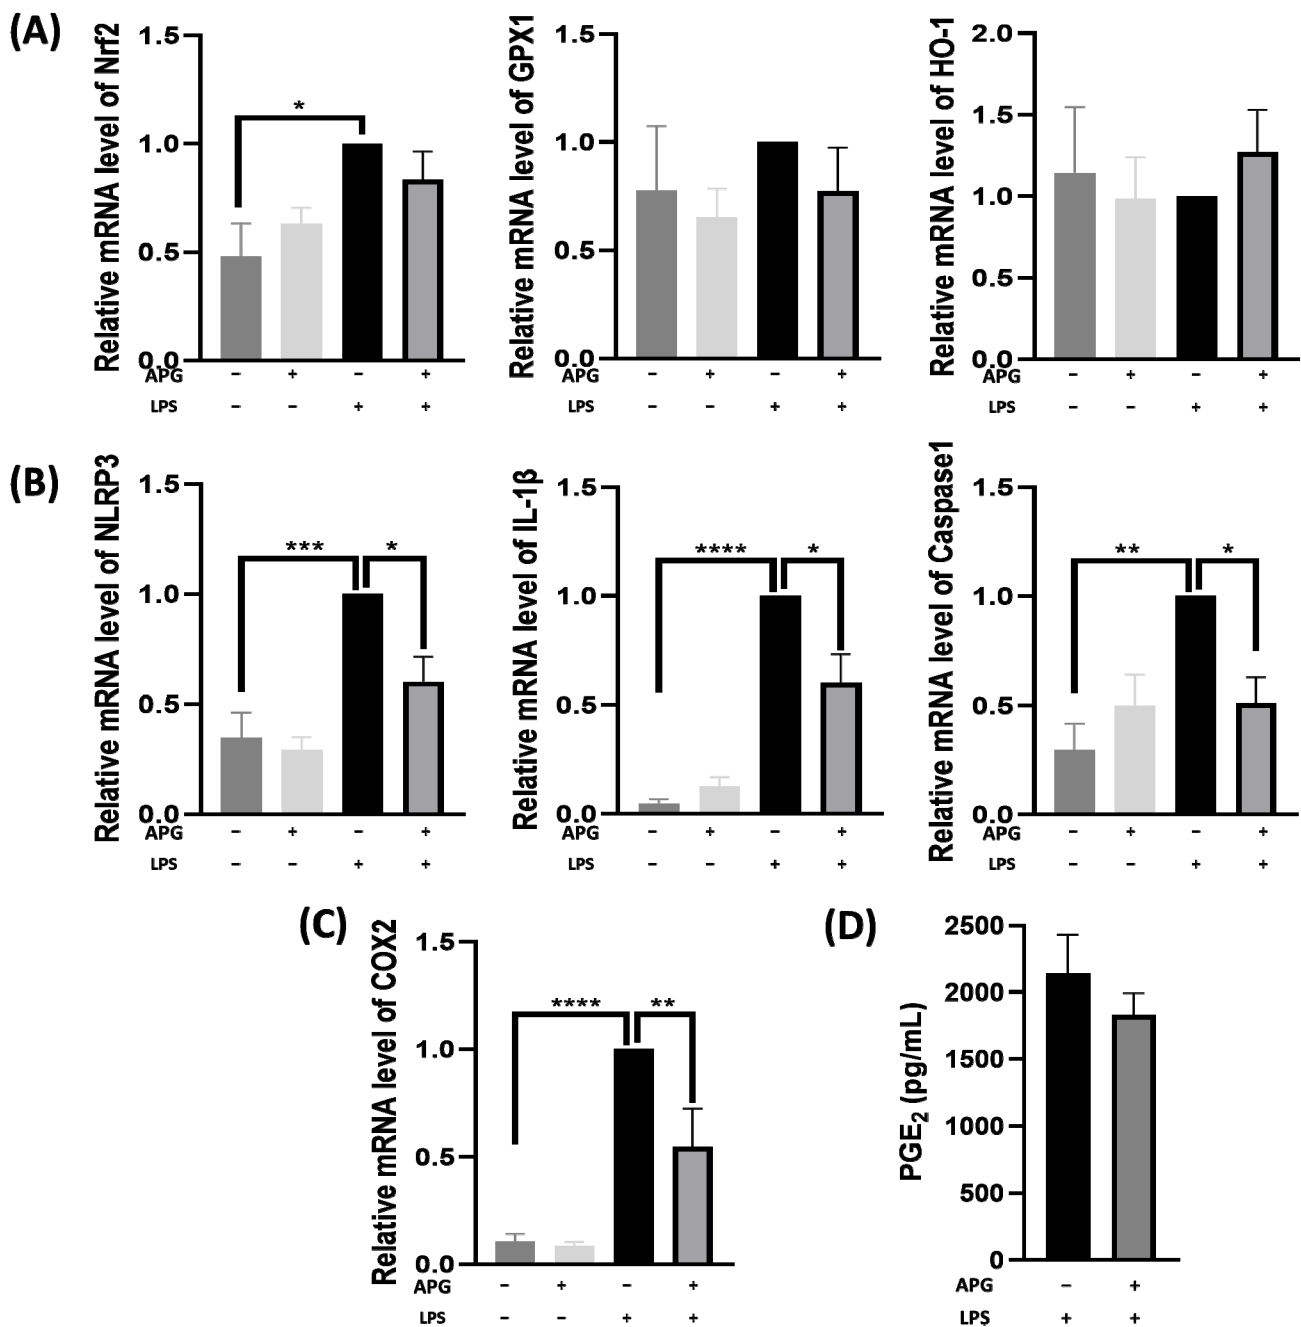 (A)
Relative mRNA level of Nrf2
1.5
1.0
0.5
0.0
*
APG - + - +
LPS - - + +
Relative mRNA level of GPX1
1.5
1.0
0.5
0.0
APG - + - +
LPS - - + +
Relative mRNA level of HO-1
2.0
1.5
1.0
0.5
0.0
APG - + - +
LPS - - + +
(B)
Relative mRNA level of NLRP3
1.5
1.0
0.5
0.0
*** *
APG - + - +
LPS - - + +
Relative mRNA level of IL-1β
1.5
1.0
0.5
0.0
**** *
APG - + - +
LPS - - + +
Relative mRNA level of Caspase1
1.5
1.0
0.5
0.0
** *
APG - + - +
LPS - - + +
(C)
Relative mRNA level of COX2
1.5
1.0
0.5
0.0
**** **
APG - + - +
LPS - - + +
(D)
PGE₂ (pg/mL)
2500
2000
1500
1000
500
0
APG - +
LPS + +